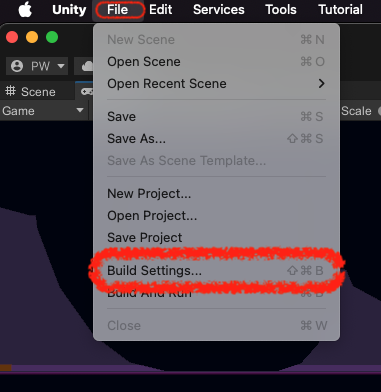 Unity File Edit Services Tools Tutorial
New Scene ⌘ N
PW
Open Scene ⌘ O
Open Recent Scene
Scene
Game
Save ⌘ S
Scale
Save As... ⇧ ⌘ S
Save As Scene Template...
New Project...
Open Project...
Save Project
Build Settings... ⇧ ⌘ B
Build And Run ⌘ B
Close ⌘ W